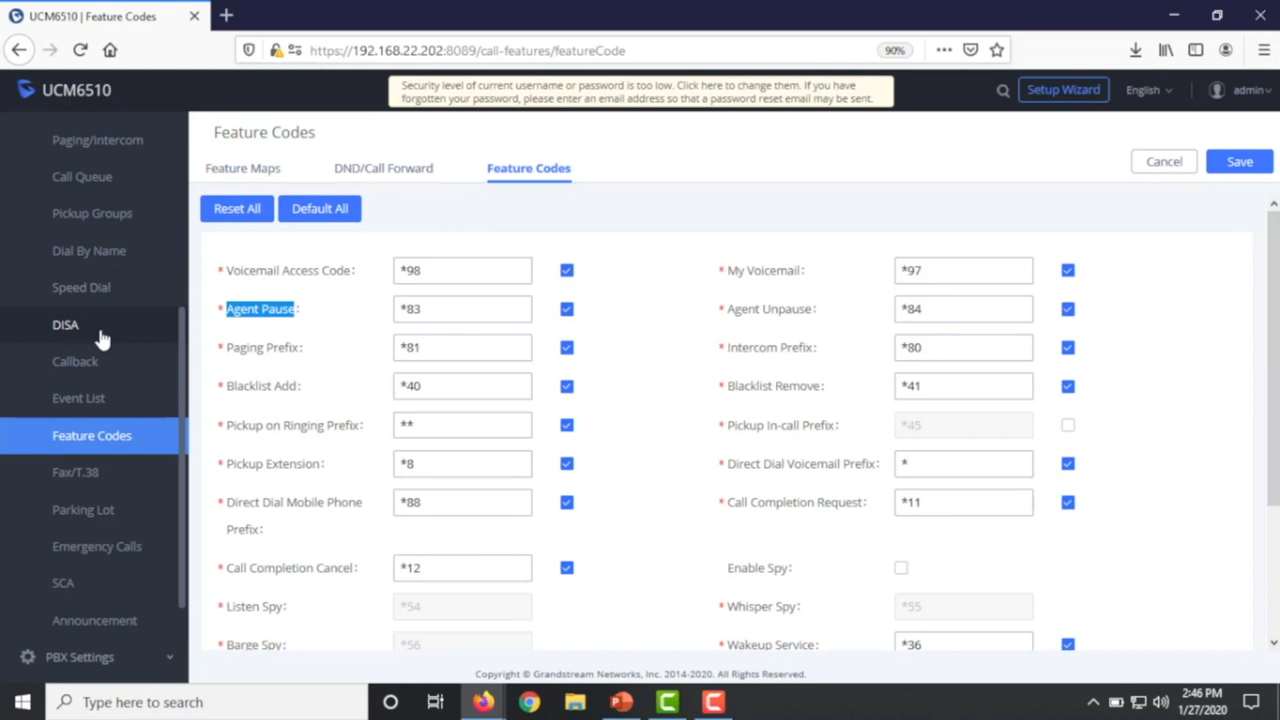 UCM6510 | Feature Codes
https://192.168.22.202:8089/call-features/featureCode
90%
UCM6510
Security level of current username or password is too low. Click here to change them. If you have
forgotten your password, please enter an email address so that a password reset email may be sent.
Setup Wizard
English
admin
Paging/Intercom
Call Queue
Pickup Groups
Dial By Name
Speed Dial
DISA
Callback
Event List
Feature Codes
Fax/T.38
Parking Lot
Emergency Calls
SCA
Announcement
PBX Settings
Feature Codes
Feature Maps
DND/Call Forward
Feature Codes
Cancel
Save
Reset All
Default All
* Voicemail Access Code: *98
* My Voicemail: *97
* Agent Pause: *83
* Agent Unpause: *84
* Paging Prefix: *81
* Intercom Prefix: *80
* Blacklist Add: *40
* Blacklist Remove: *41
* Pickup on Ringing Prefix: **
* Pickup In-call Prefix: *45
* Pickup Extension: *8
* Direct Dial Voicemail Prefix: *
* Direct Dial Mobile Phone *88
Prefix:
* Call Completion Request: *11
* Call Completion Cancel: *12
Enable Spy:
* Listen Spy: *54
* Whisper Spy: *55
* Barge Spy: *56
* Wakeup Service: *36
Copyright © Grandstream Networks, Inc. 2014-2020. All Rights Reserved.
Type here to search
2:46 PM
1/27/2020